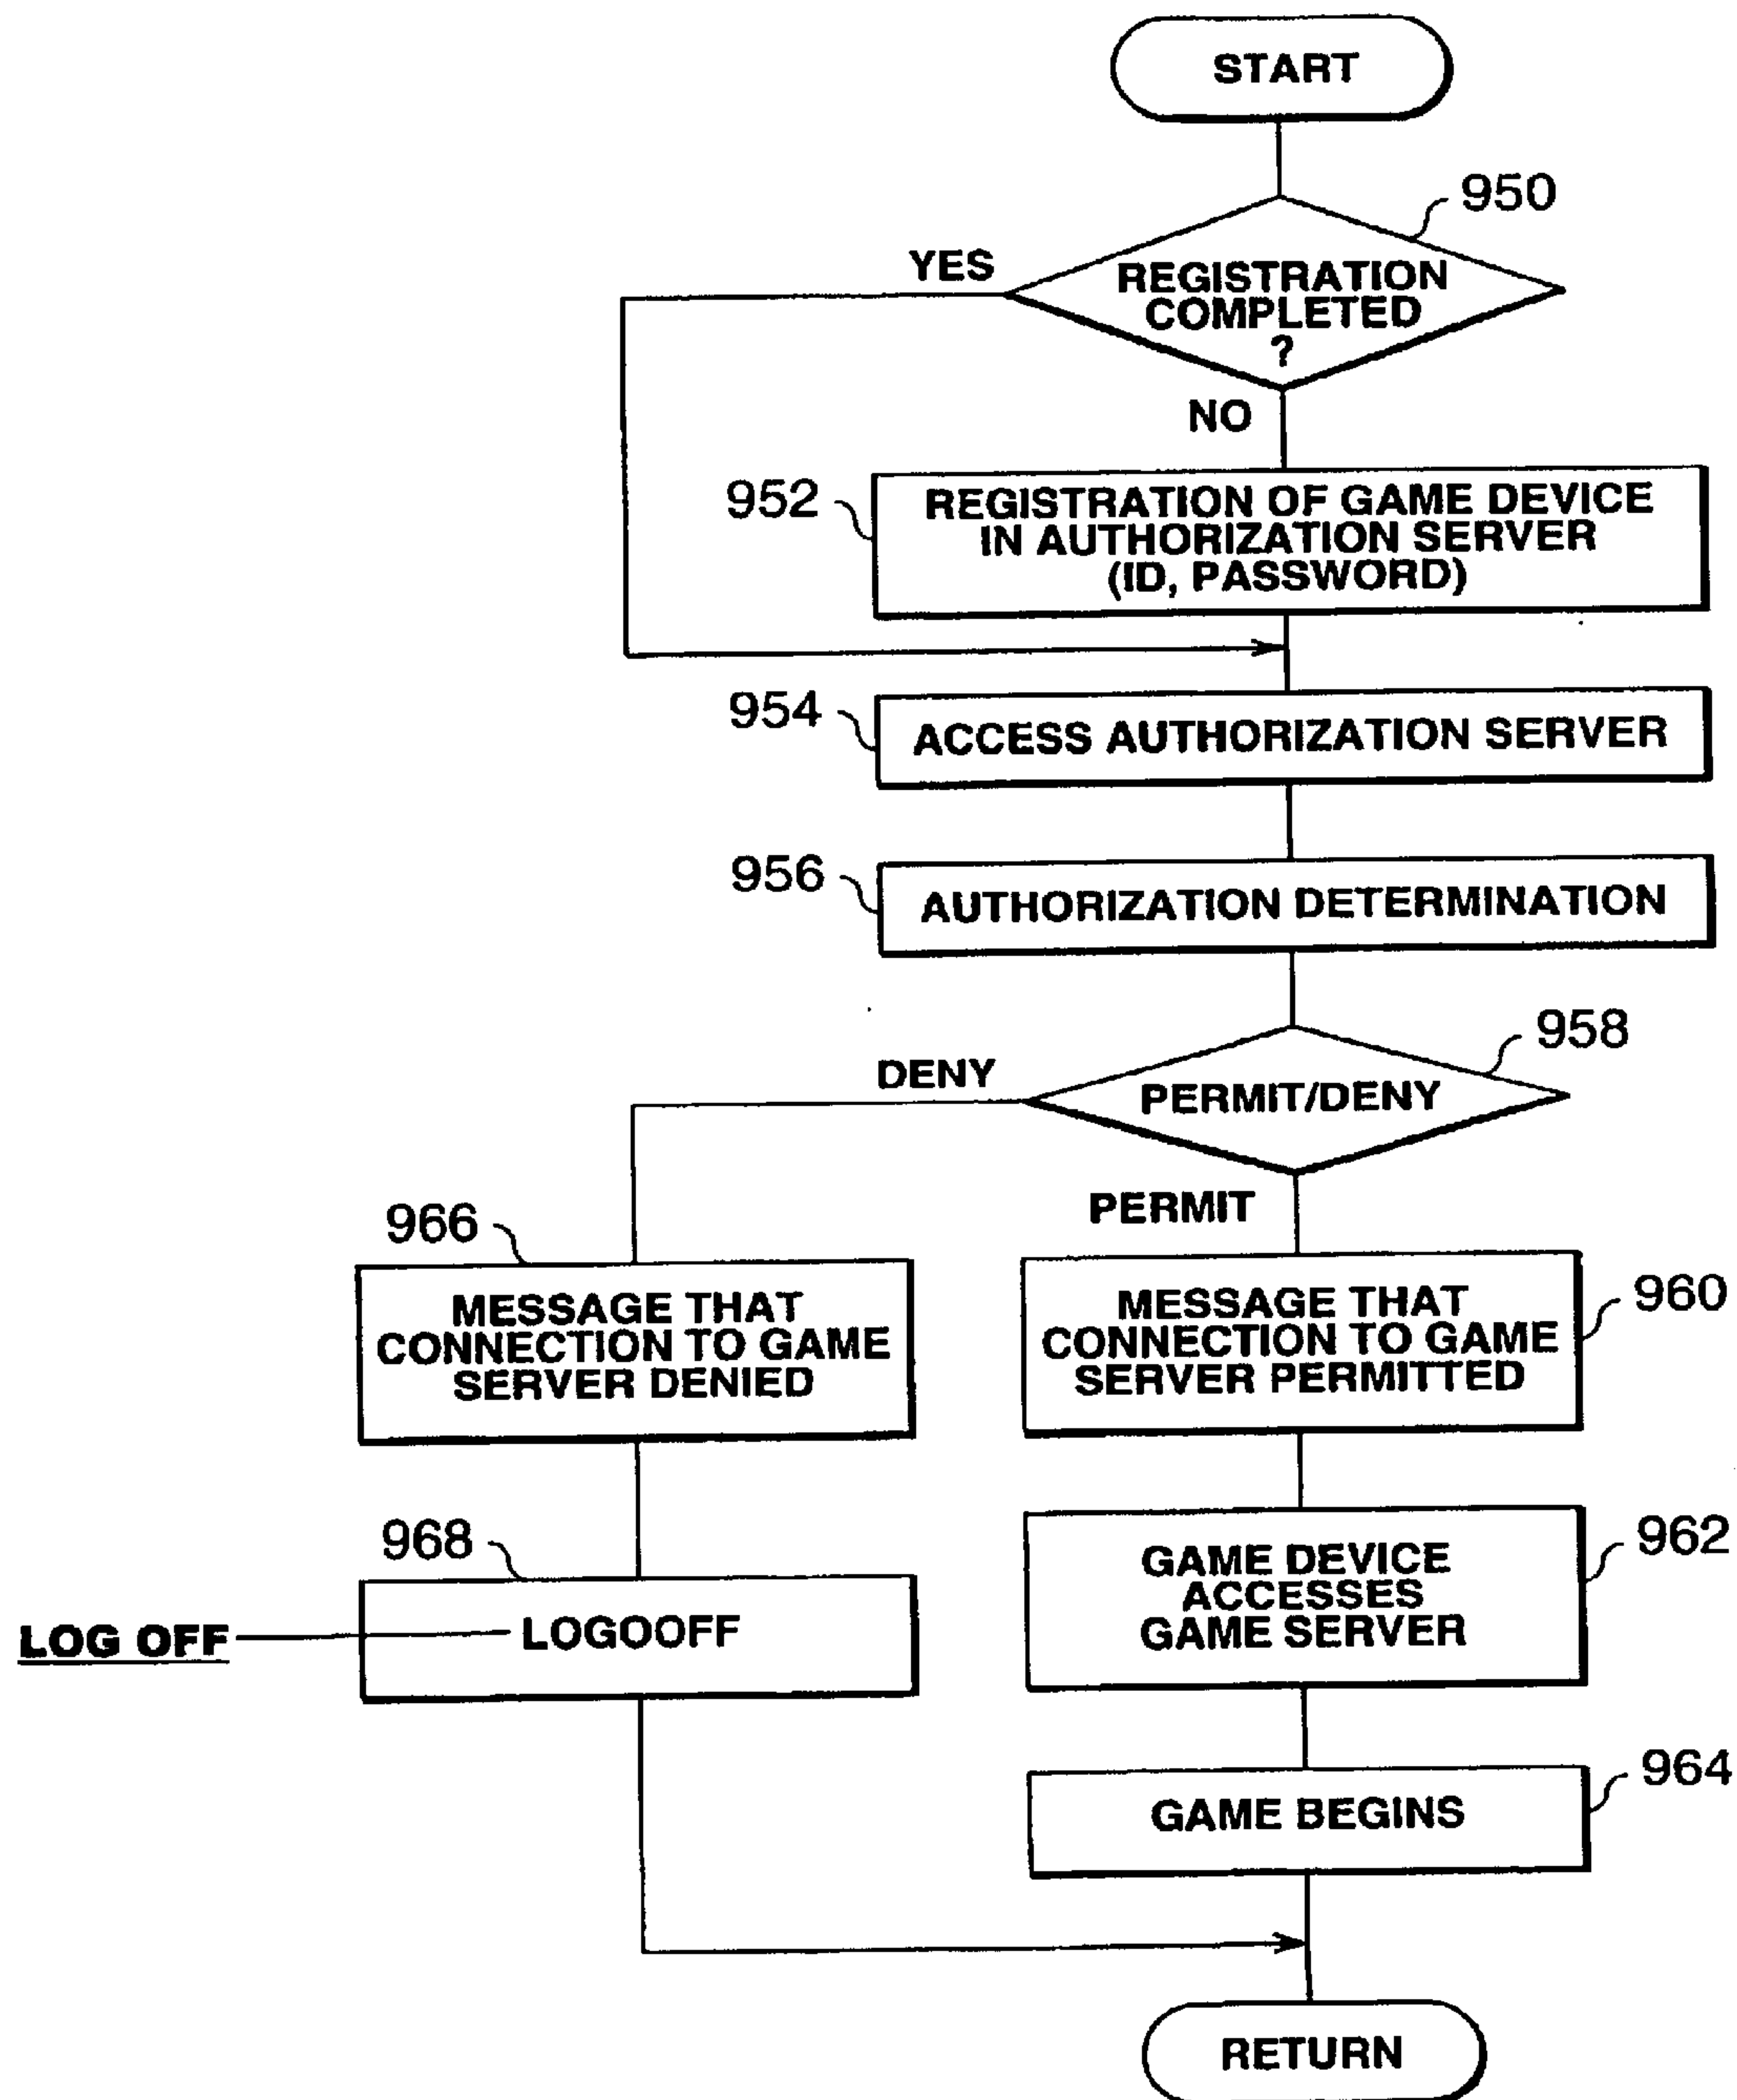 START
950
YES
REGISTRATION
COMPLETED
?
NO
952
REGISTRATION OF GAME DEVICE
IN AUTHORIZATION SERVER
(ID, PASSWORD)
954
ACCESS AUTHORIZATION SERVER
956
AUTHORIZATION DETERMINATION
958
DENY
PERMIT/DENY
PERMIT
966
MESSAGE THAT
CONNECTION TO GAME
SERVER DENIED
960
MESSAGE THAT
CONNECTION TO GAME
SERVER PERMITTED
968
LOG OFF
LOGOOFF
962
GAME DEVICE
ACCESSES
GAME SERVER
964
GAME BEGINS
RETURN